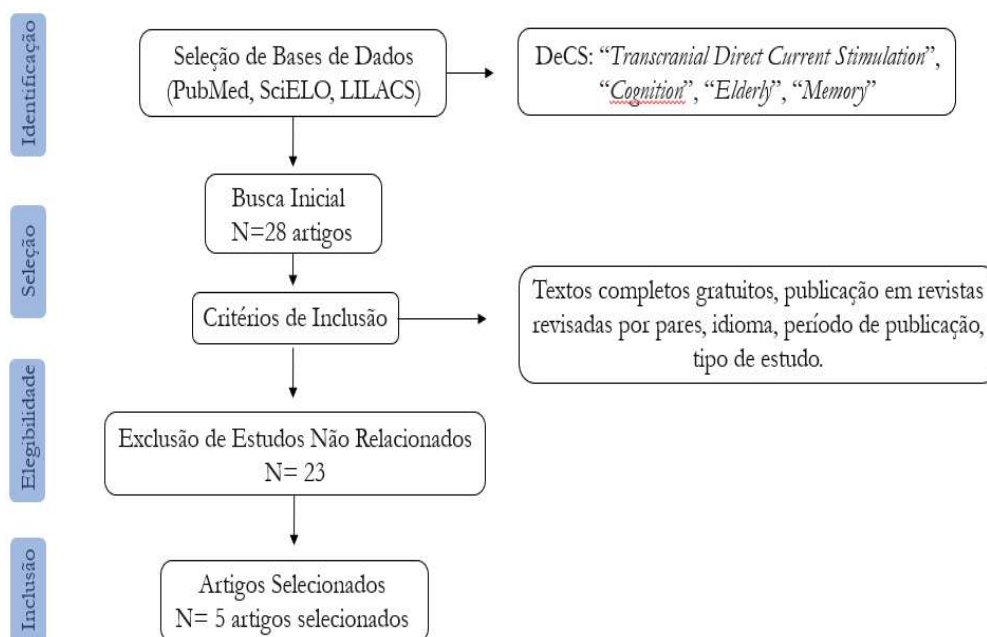 Identificação
Seleção de Bases de Dados
(PubMed, SciELO, LILACS)
DeCS: “Transcranial Direct Current Stimulation”,
“Cognition”, “Elderly”, “Memory”
Seleção
Busca Inicial
N=28 artigos
Critérios de Inclusão
Textos completos gratuitos, publicação em revistas
revisadas por pares, idioma, período de publicação,
tipo de estudo.
Elegibilidade
Exclusão de Estudos Não Relacionados
N= 23
Inclusão
Artigos Selecionados
N= 5 artigos selecionados